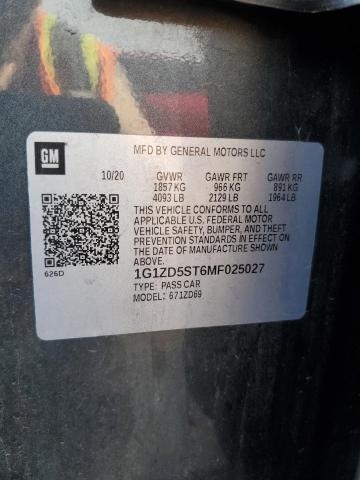 GM
MFD BY GENERAL MOTORS LLC
10/20 GVWR GAWR FRT GAWR RR
1857 KG 966 KG 891 KG
4093 LB 2129 LB 1964 LB
THIS VEHICLE CONFORMS TO ALL
APPLICABLE U.S. FEDERAL MOTOR
VEHICLE SAFETY, BUMPER, AND THEFT
PREVENTION STANDARDS IN EFFECT ON
THE DATE OF MANUFACTURE SHOWN
ABOVE.
626D
1G1ZD5ST6MF025027
TYPE: PASS CAR
MODEL: 671ZD69